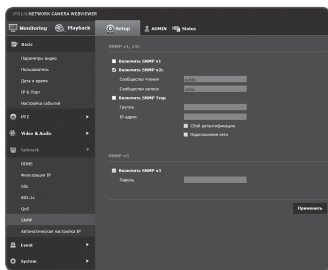 iPOLiS NETWORK CAMERA WEBVIEWER
Monitoring
Playback
Setup
ADMIN
Status
Basic
Параметры видео
Пользователь
Дата и время
IP & Порт
Настройка событий
PTZ
Video & Audio
Network
DDNS
Фильтрация IP
SSL
802.1x
QoS
SNMP
Автоматическая настройка IP
Event
System
SNMP v1, v2c
Включить SNMP v1
Включить SNMP v2c
Сообщество чтения
public
Сообщество записи
write
Включить SNMP Trap
Группа
IP-адрес
Сбой аутентификации
Подключение сети
SNMP v3
Включить SNMP v3
Пароль
Применить